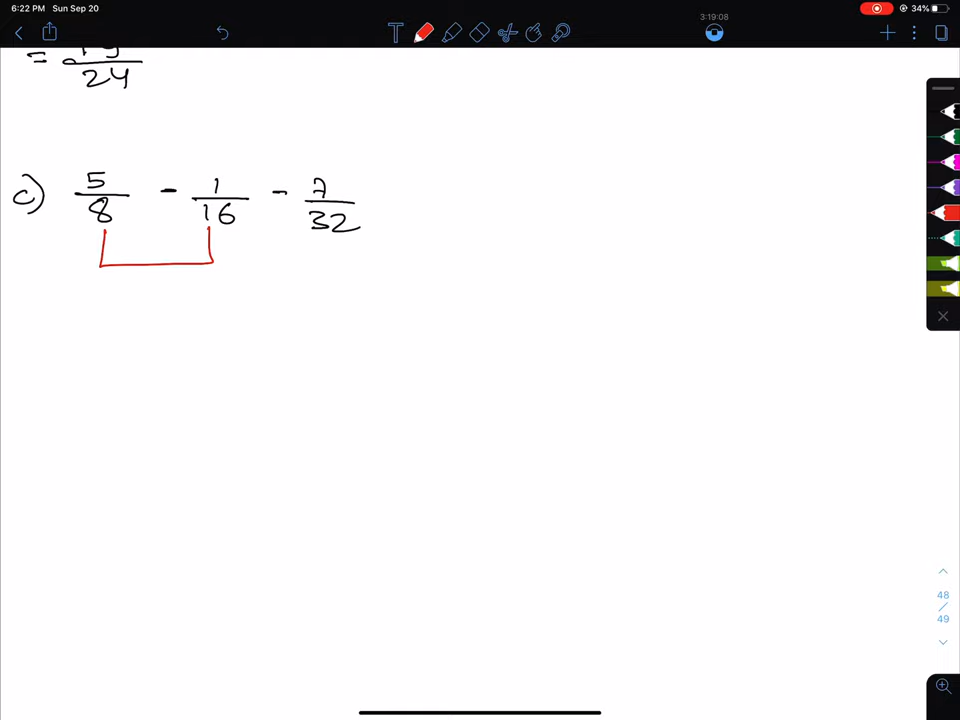 6:22 PM Sun Sep 20
34%
3:19:08
T
=
24
c) 5/8 - 1/16 - 7/32
48
/
49